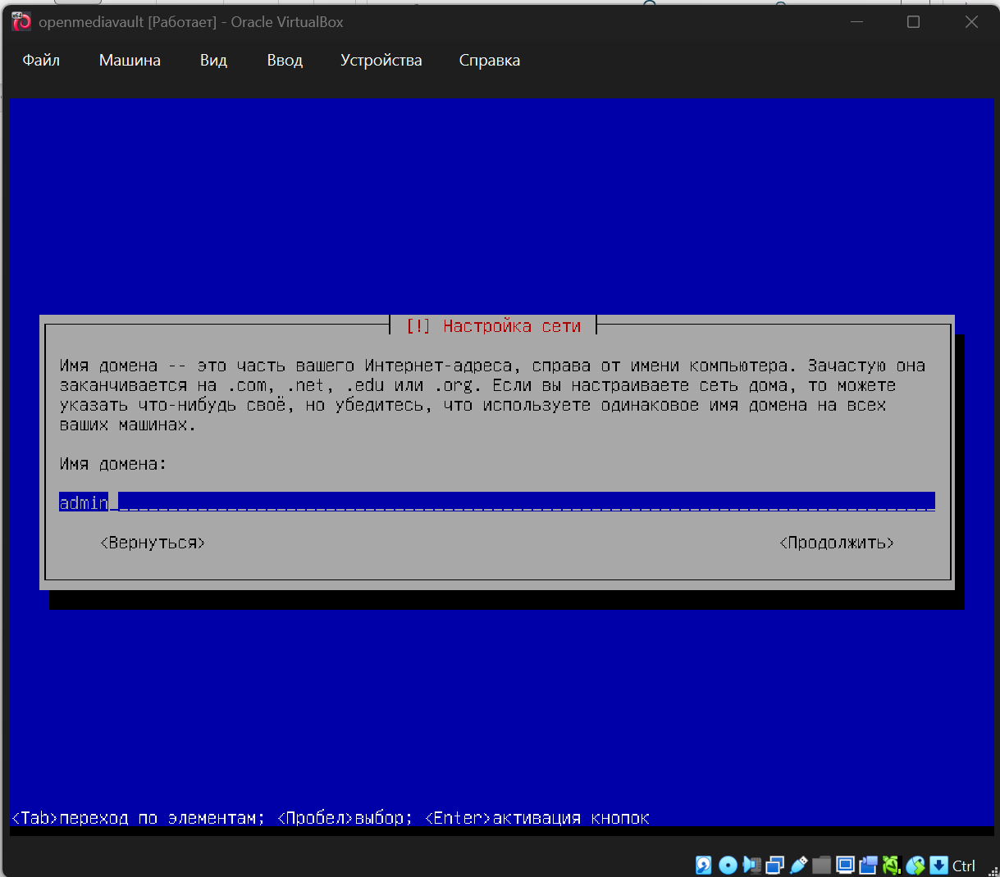 openmediavault [Работает] - Oracle VirtualBox
Файл Машина Вид Ввод Устройства Справка
[!] Настройка сети
Имя домена -- это часть вашего Интернет-адреса, справа от имени компьютера. Зачастую она
заканчивается на .com, .net, .edu или .org. Если вы настраиваете сеть дома, то можете
указать что-нибудь своё, но убедитесь, что используете одинаковое имя домена на всех
ваших машинах.
Имя домена:
admin
<Вернуться> <Продолжить>
<Tab>переход по элементам; <Пробел>выбор; <Enter>активация кнопок
Ctrl